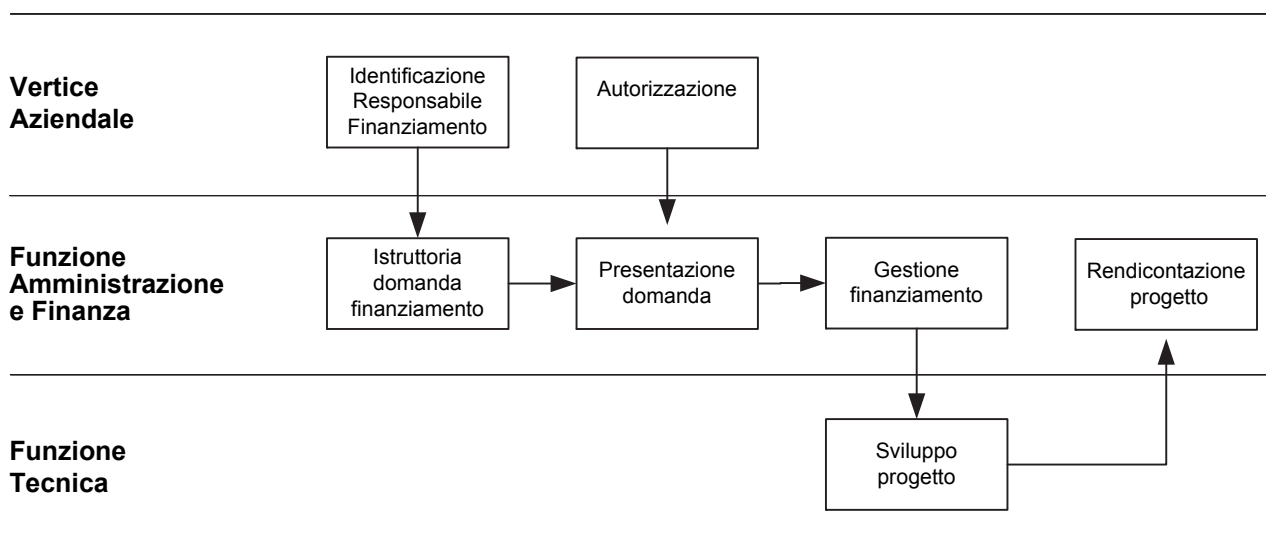 Vertice
Aziendale
Identificazione
Responsabile
Finanziamento
Autorizzazione
Funzione
Amministrazione
e Finanza
Istruttoria
domanda
finanziamento
Presentazione
domanda
Gestione
finanziamento
Rendicontazione
progetto
Funzione
Tecnica
Sviluppo
progetto